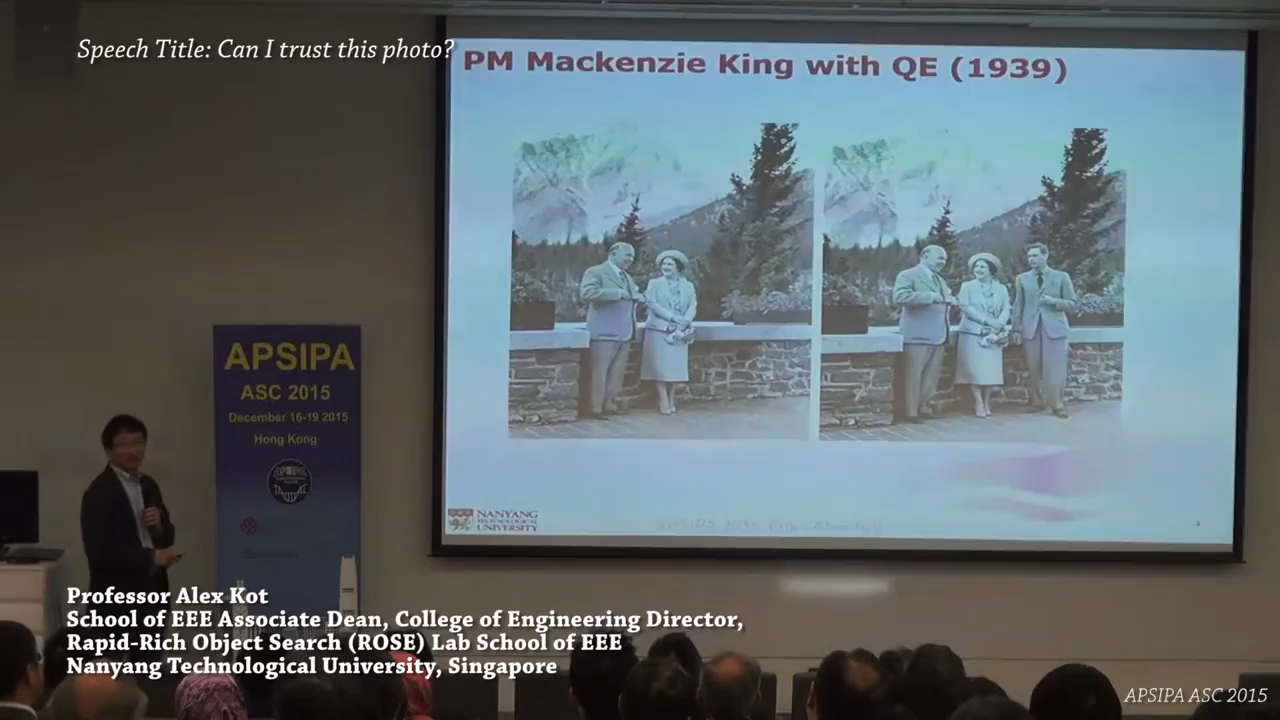 Speech Title: Can I trust this photo?
PM Mackenzie King with QE (1939)
APSIPA
ASC 2015
December 16-19 2015
Hong Kong
NANYANG
TECHNOLOGICAL
UNIVERSITY
Professor Alex Kot
School of EEE Associate Dean, College of Engineering Director,
Rapid-Rich Object Search (ROSE) Lab School of EEE
Nanyang Technological University, Singapore
APSIPA ASC 2015